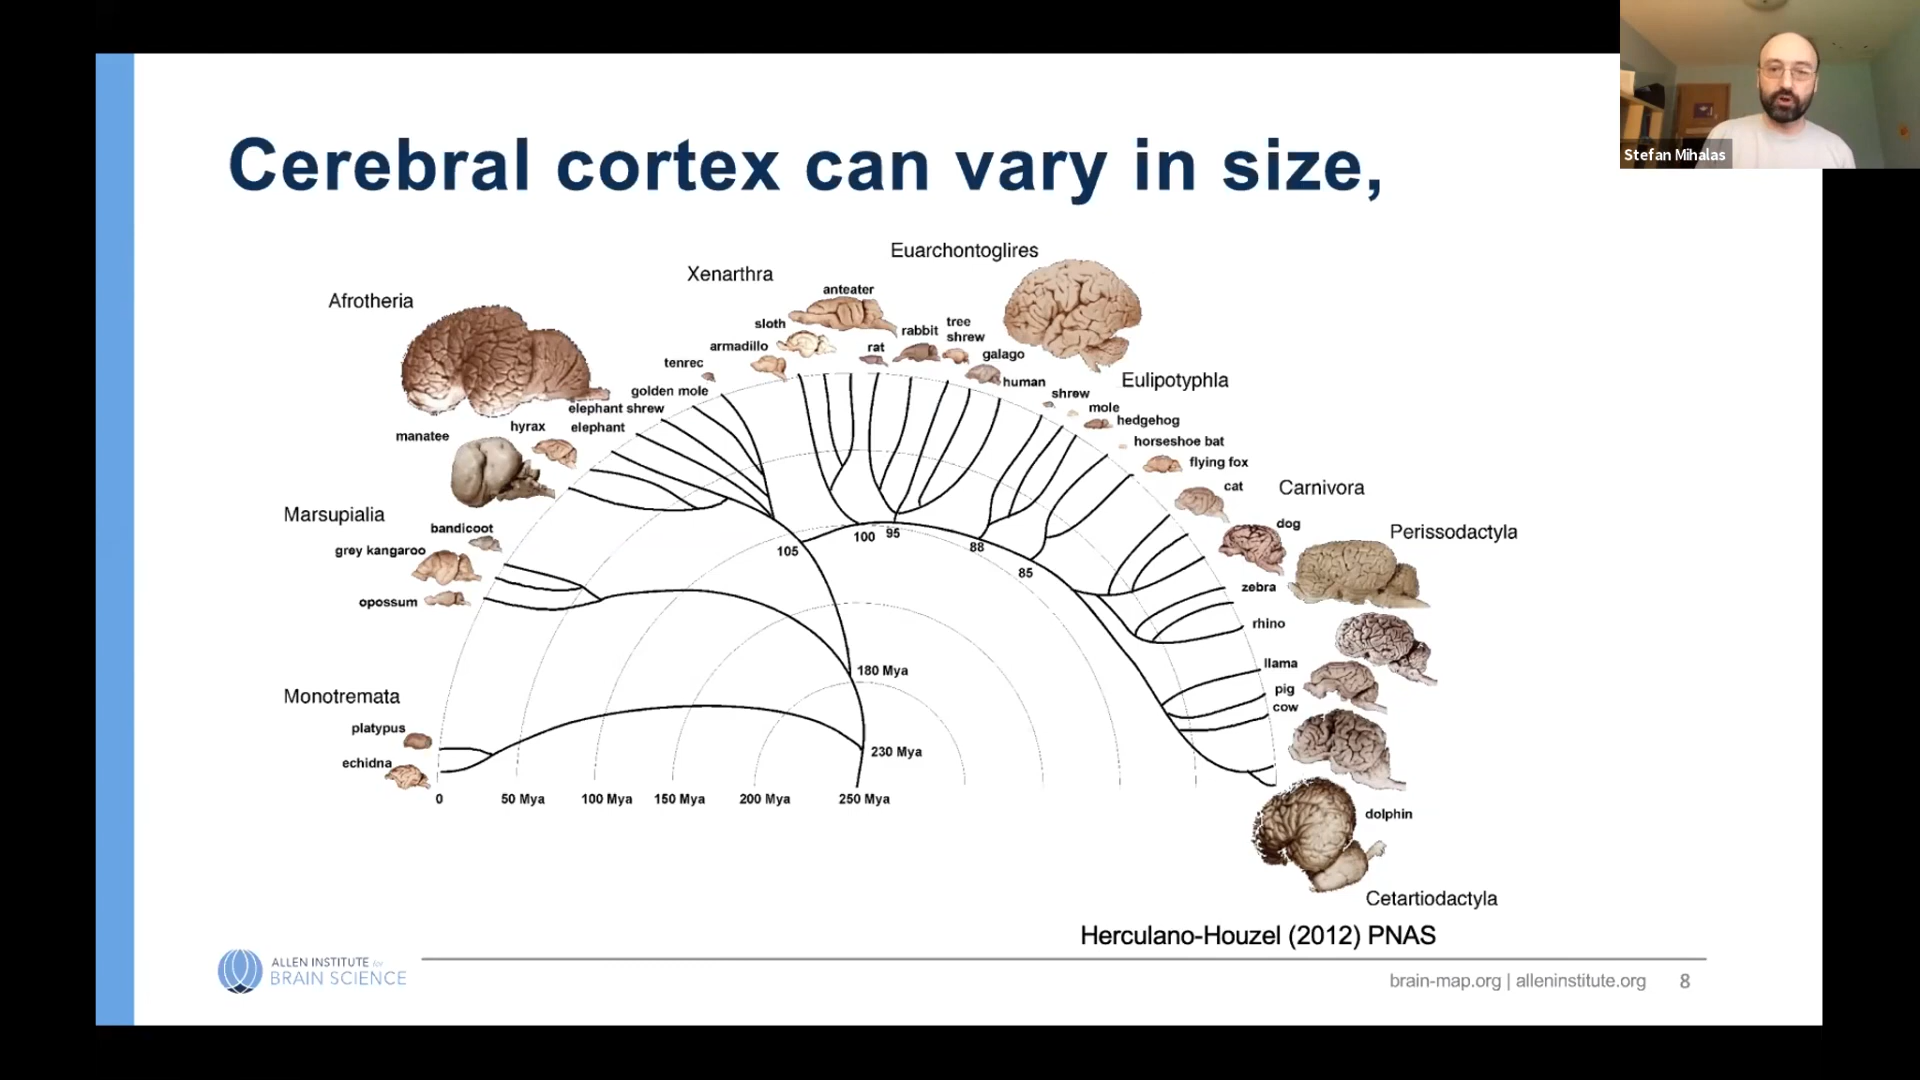 Stefan Mihalas
Cerebral cortex can vary in size,
Euarchontoglires
Xenarthra
Afrotheria
anteater
sloth
rabbit
tree
shrew
armadillo
rat
galago
tenrec
human
Eulipotyphla
golden mole
shrew
elephant shrew
mole
hyrax
elephant
hedgehog
manatee
horseshoe bat
flying fox
cat
Carnivora
Marsupialia
bandicoot
dog
Perissodactyla
grey kangaroo
105
100
95
88
85
zebra
opossum
rhino
llama
180 Mya
pig
Monotremata
cow
platypus
230 Mya
echidna
0
50 Mya
100 Mya
150 Mya
200 Mya
250 Mya
dolphin
Cetartiodactyla
Herculano-Houzel (2012) PNAS
ALLEN INSTITUTE for
BRAIN SCIENCE
brain-map.org | alleninstitute.org
8